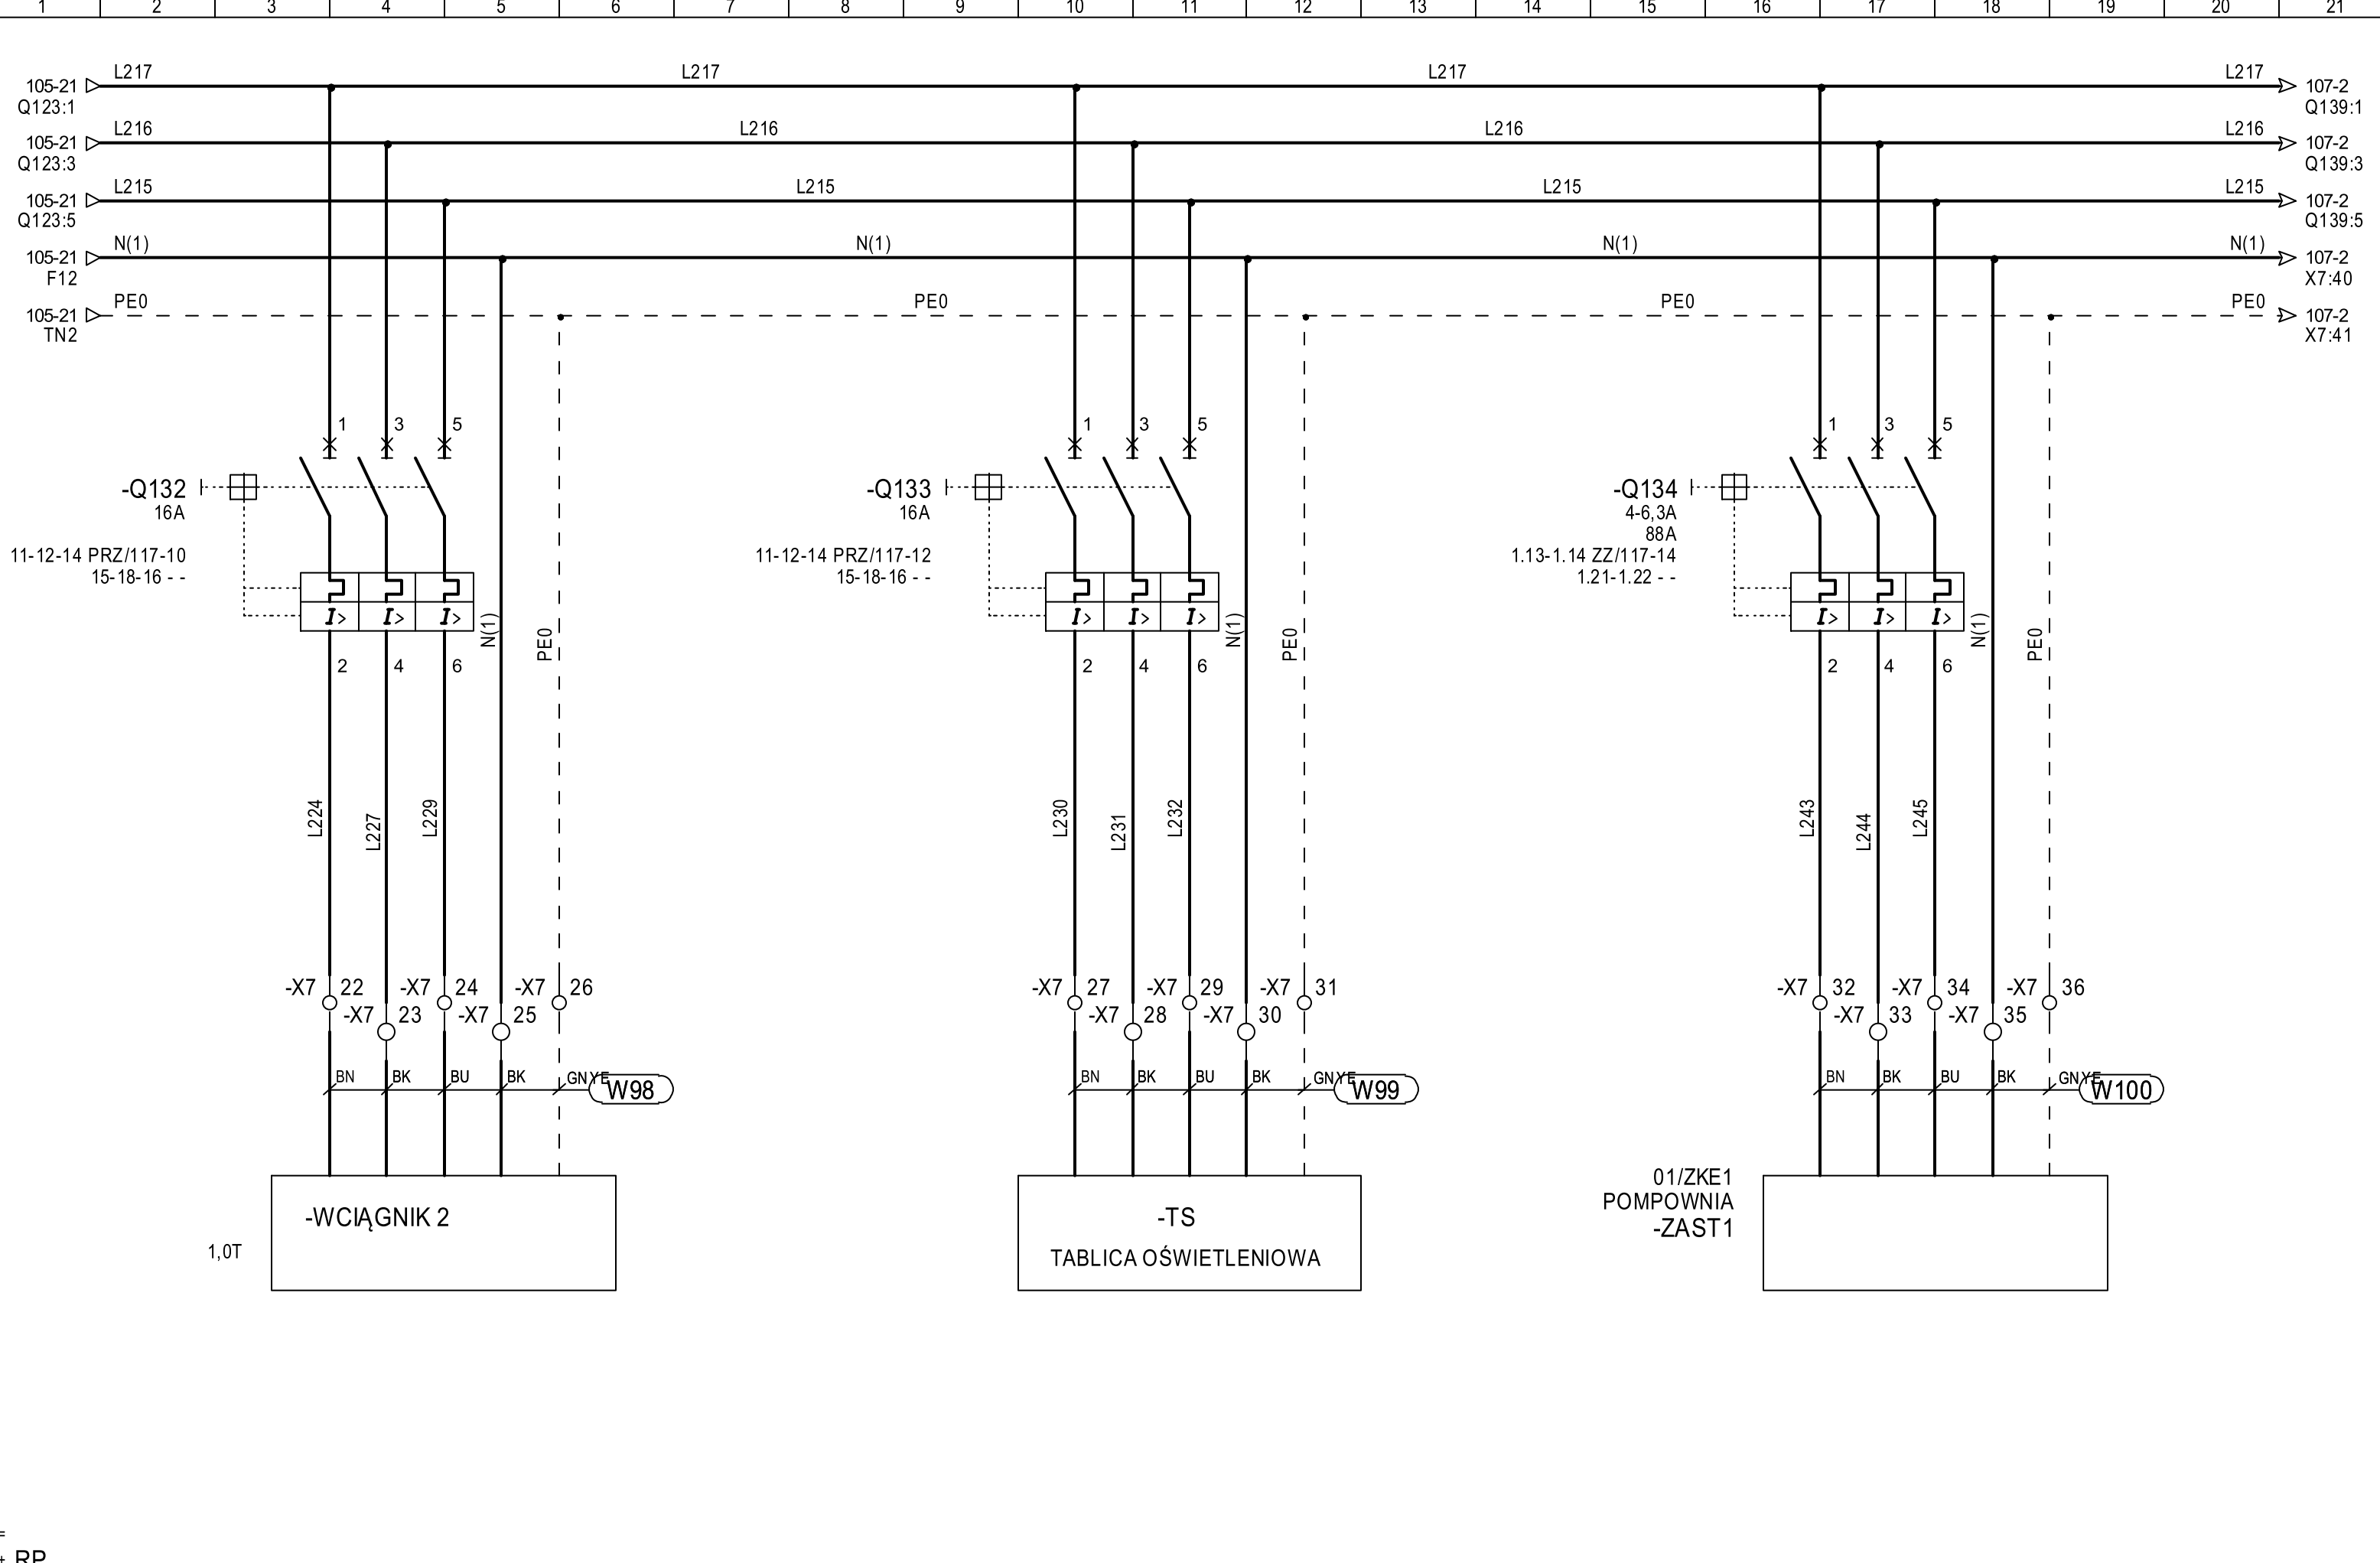 1 2 3 4 5 6 7 8 9 10 11 12 13 14 15 16 17 18 19 20 21
L217 L217 L217 L217
105-21 107-2
Q123:1 Q139:1
L216 L216 L216 L216
105-21 107-2
Q123:3 Q139:3
L215 L215 L215 L215
105-21 107-2
Q123:5 Q139:5
N(1) N(1) N(1) N(1)
105-21 107-2
F12 X7:40
PE0 PE0 PE0 PE0
105-21 107-2
TN2 X7:41
1 3 5 1 3 5 1 3 5
-Q132 -Q133 -Q134
16A 16A 4-6,3A
88A
11-12-14 PRZ/117-10 11-12-14 PRZ/117-12 1.13-1.14 ZZ/117-14
15-18-16 - - 15-18-16 - - 1.21-1.22 - -
I> I> I> I> I> I> I> I> I>
N(1) PE0 N(1) PE0 N(1) PE0
2 4 6 2 4 6 2 4 6
L224 L227 L229 L230 L231 L232 L243 L244 L245
-X7 22 -X7 24 -X7 26 -X7 27 -X7 29 -X7 31 -X7 32 -X7 34 -X7 36
-X7 23 -X7 25 -X7 28 -X7 30 -X7 33 -X7 35
BN BK BU BK GNYE W98 BN BK BU BK GNYE W99 BN BK BU BK GNYE W100
01/ZKE1
POMPOWNIA
-WCIĄGNIK 2 -TS -ZAST1
1,0T TABLICA OŚWIETLENIOWA
=
+ RP